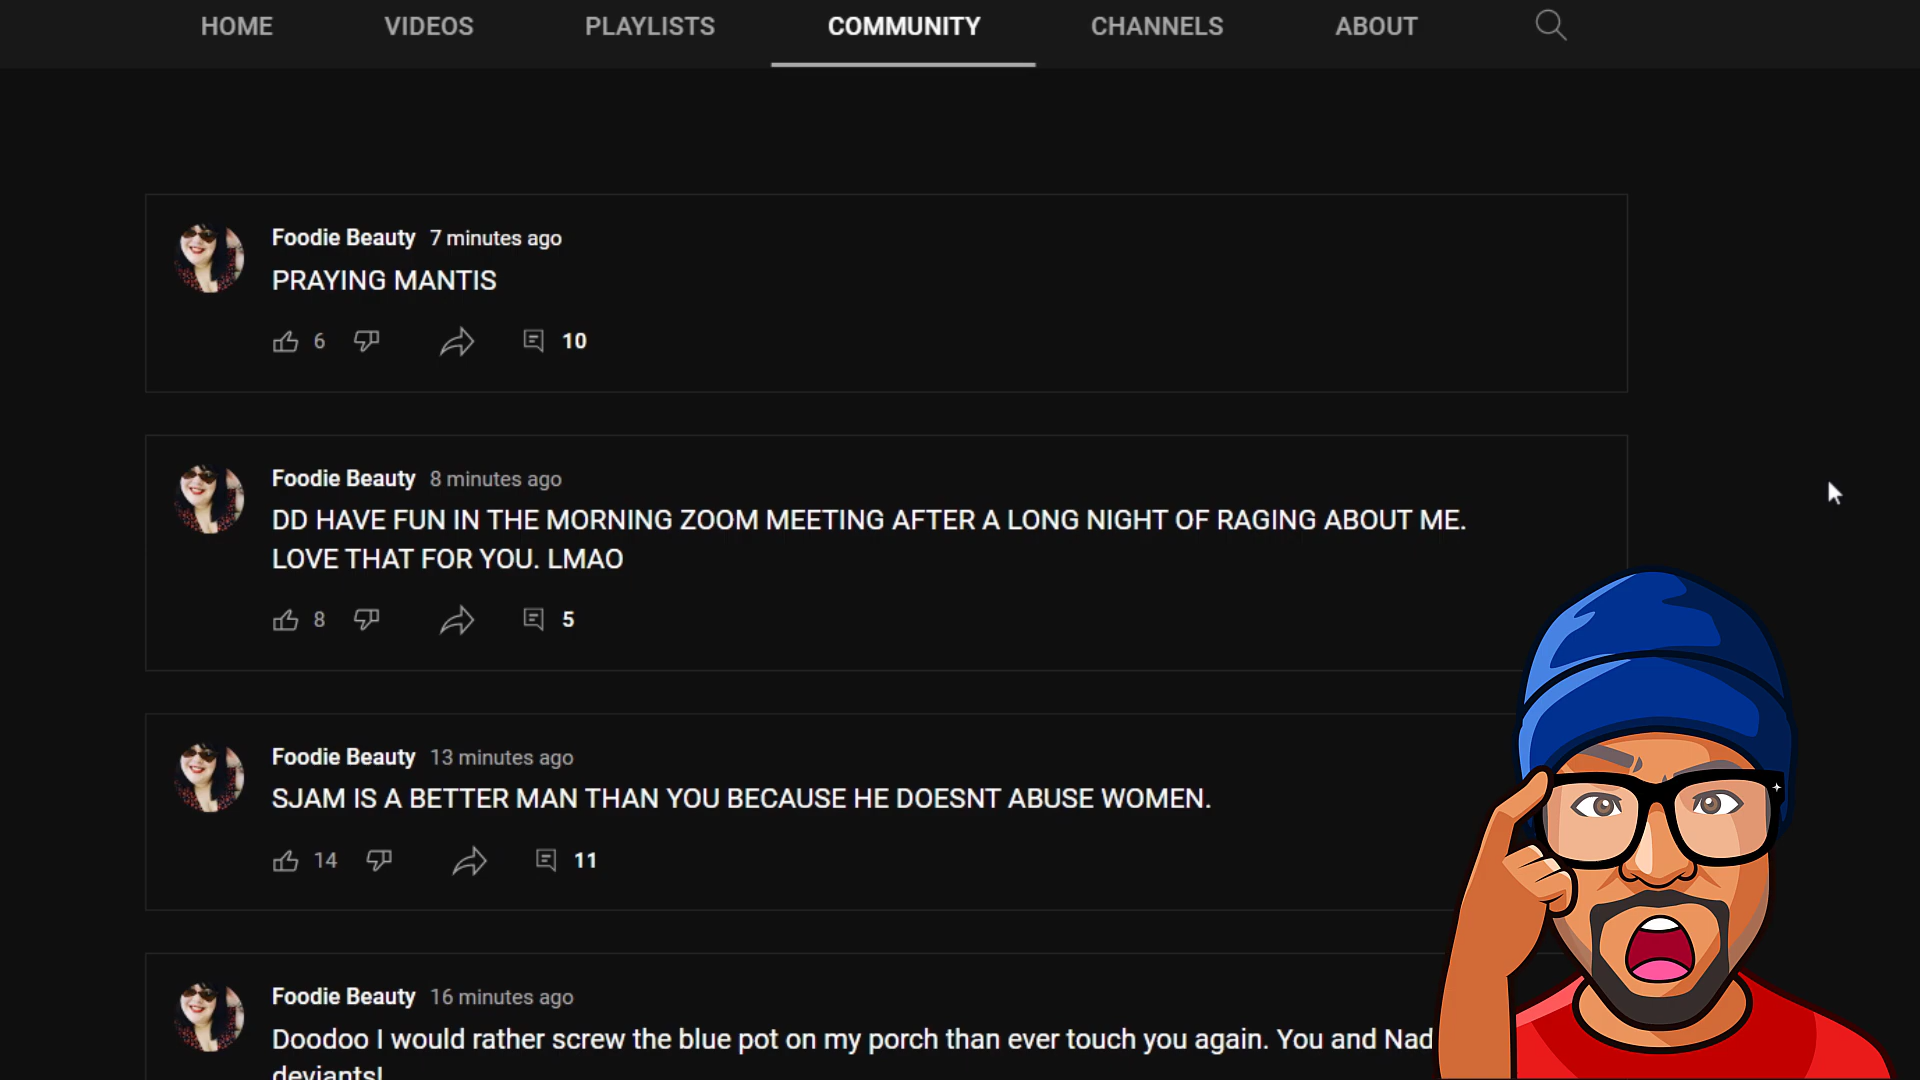 HOME VIDEOS PLAYLISTS COMMUNITY CHANNELS ABOUT
Foodie Beauty 7 minutes ago
PRAYING MANTIS
6 10
Foodie Beauty 8 minutes ago
DD HAVE FUN IN THE MORNING ZOOM MEETING AFTER A LONG NIGHT OF RAGING ABOUT ME.
LOVE THAT FOR YOU. LMAO
8 5
Foodie Beauty 13 minutes ago
SJAM IS A BETTER MAN THAN YOU BECAUSE HE DOESNT ABUSE WOMEN.
14 11
Foodie Beauty 16 minutes ago
Doodoo I would rather screw the blue pot on my porch than ever touch you again. You and Nad
deviants!